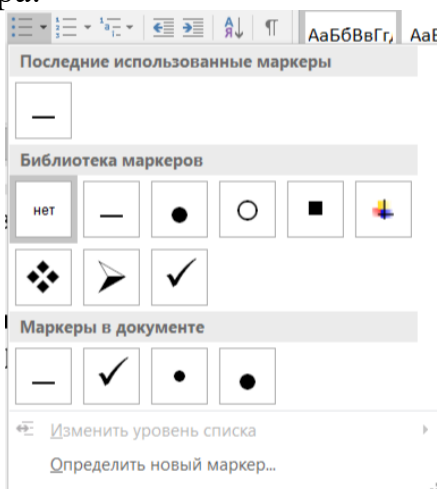 АаБбВвГг, АаБ
Последние использованные маркеры
Библиотека маркеров
нет
Маркеры в документе
Изменить уровень списка
Определить новый маркер...